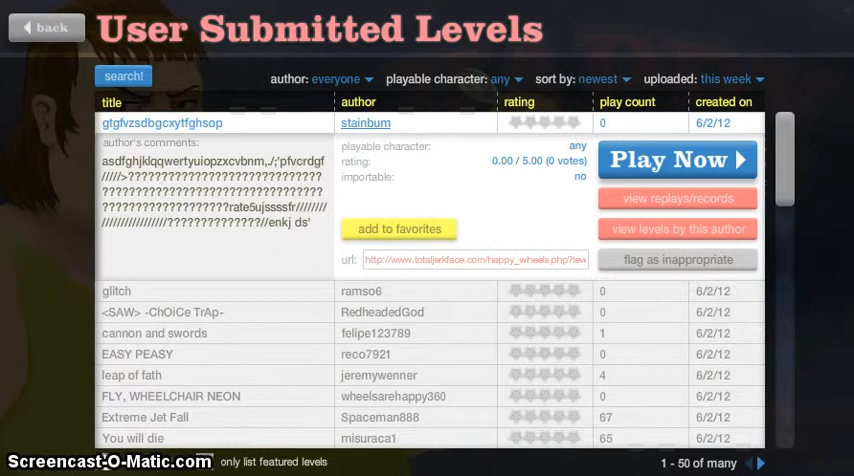 back
User Submitted Levels
search!
author: everyone playable character: any sort by: newest uploaded: this week
title author rating play count created on
gtgfvzsdbgcxytfghsop stainbum 0 6/2/12
author's comments:
asdfghjklqqwertyuiopzxcvbnm,./;'pfvcrdgf
/////>?????????????????????????????
?????????????????????????????????
???????????????????rate5ujssssfr////////
////////////////////??????????????//enkj ds'
playable character: any
rating: 0.00 / 5.00 (0 votes)
importable: no
add to favorites
url: http://www.totaljerkface.com/happy_wheels.php?leve
Play Now
view replays/records
view levels by this author
flag as inappropriate
glitch ramso6 0 6/2/12
<SAW> -ChOiCe TrAp- RedheadedGod 0 6/2/12
cannon and swords felipe123789 1 6/2/12
EASY PEASY reco7921 0 6/2/12
leap of fath jeremywenner 4 6/2/12
FLY, WHEELCHAIR NEON wheelsarehappy360 0 6/2/12
Extreme Jet Fall Spaceman888 67 6/2/12
You will die misuraca1 65 6/2/12
Screencast-O-Matic.com only list featured levels 1 - 50 of many